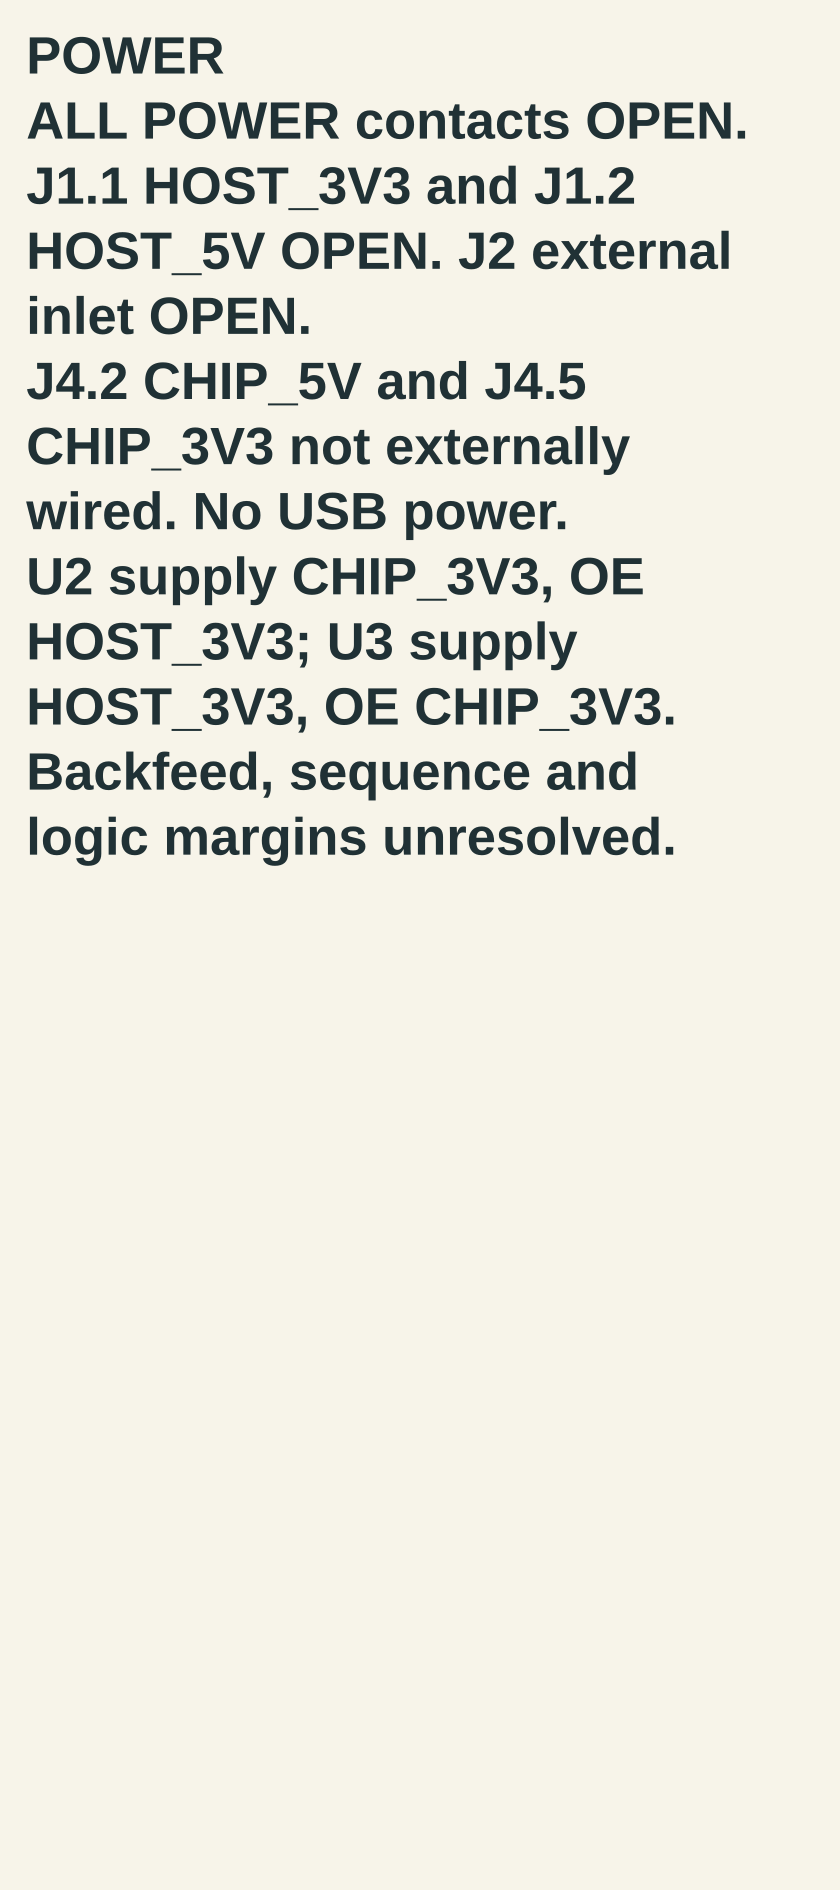 POWER
ALL POWER contacts OPEN.
J1.1 HOST_3V3 and J1.2
HOST_5V OPEN. J2 external
inlet OPEN.
J4.2 CHIP_5V and J4.5
CHIP_3V3 not externally
wired. No USB power.
U2 supply CHIP_3V3, OE
HOST_3V3; U3 supply
HOST_3V3, OE CHIP_3V3.
Backfeed, sequence and
logic margins unresolved.